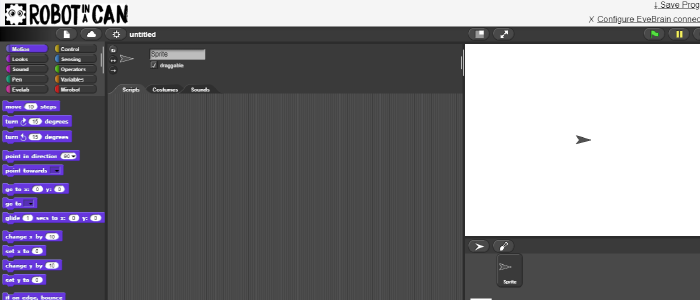 ROBOT IN A CAN
↓ Save Prog
Configure EveBrain connec
untitled
Motion Control
Looks Sensing
Sound Operators
Pen Variables
Evelab Mirobot
Sprite
draggable
Scripts Costumes Sounds
move 10 steps
turn 15 degrees
turn 15 degrees
point in direction 90
point towards
go to x: 0 y: 0
go to
glide 1 secs to x: 0 y: 0
change x by 10
set x to 0
change y by 10
set y to 0
if on edge, bounce
Sprite